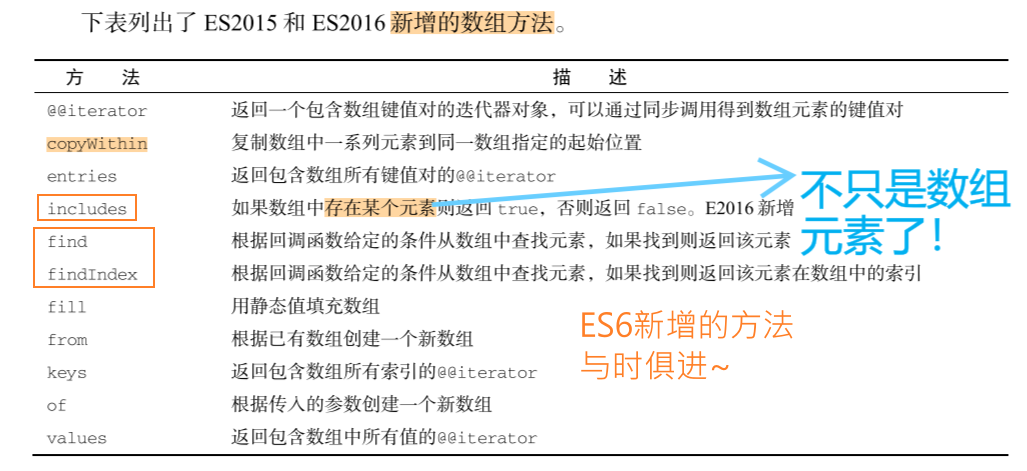 下表列出了 ES2015 和 ES2016 新增的数组方法。
方 法 描 述
@@iterator 返回一个包含数组键值对的迭代器对象，可以通过同步调用得到数组元素的键值对
copyWithin 复制数组中一系列元素到同一数组指定的起始位置
entries 返回包含数组所有键值对的@@iterator
includes 如果数组中存在某个元素则返回 true，否则返回 false。E2016 新增
不只是数组
元素了！
find 根据回调函数给定的条件从数组中查找元素，如果找到则返回该元素
findIndex 根据回调函数给定的条件从数组中查找元素，如果找到则返回该元素在数组中的索引
fill 用静态值填充数组
from 根据已有数组创建一个新数组
keys 返回包含数组所有索引的@@iterator
of 根据传入的参数创建一个新数组
values 返回包含数组中所有值的@@iterator
ES6新增的方法
与时俱进~